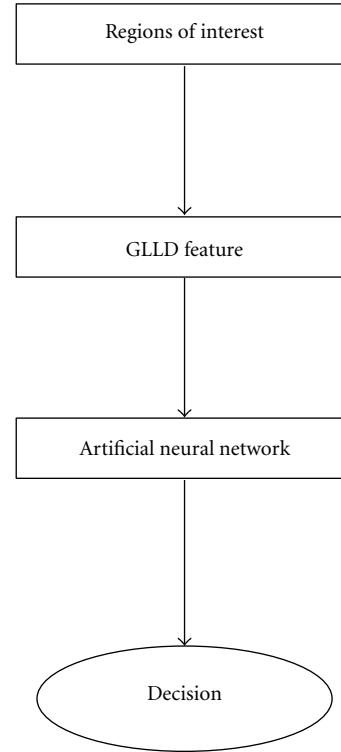 Regions of interest
GLLD feature
Artificial neural network
Decision